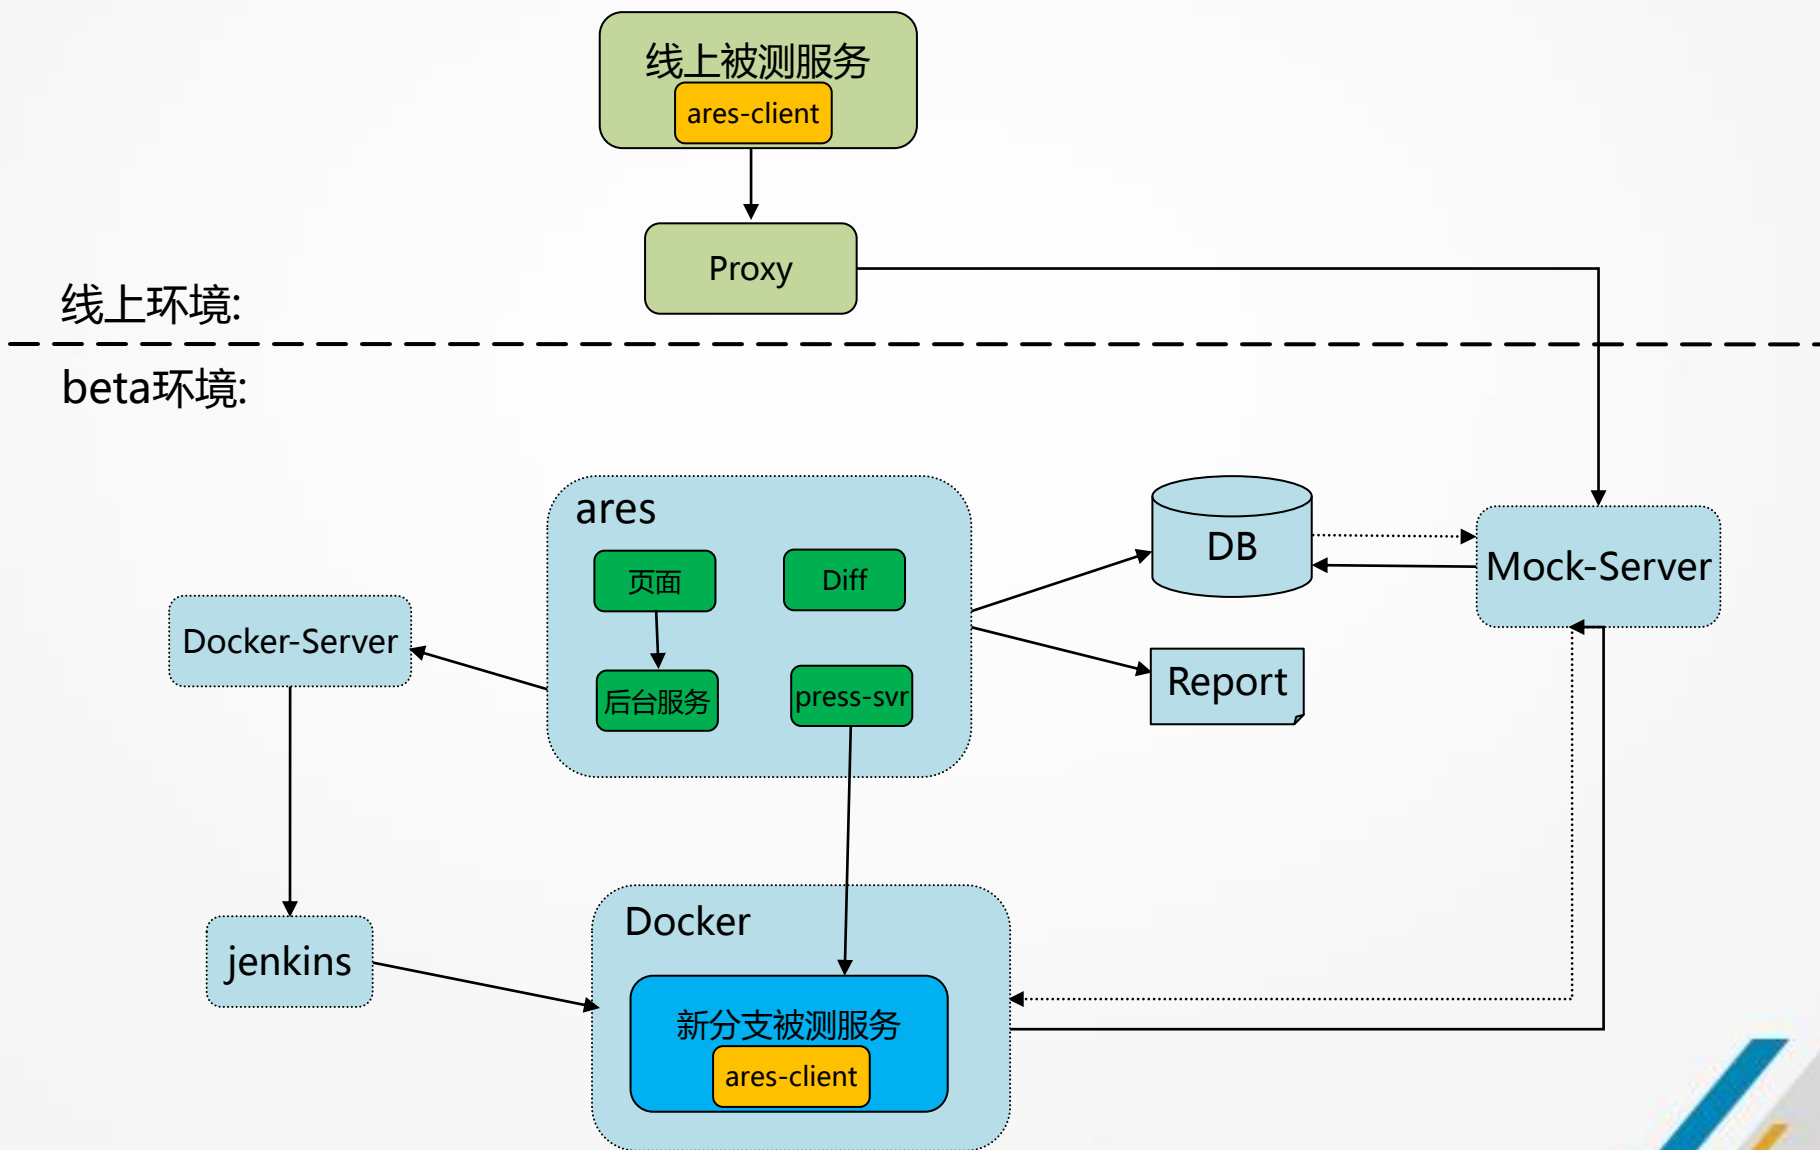 线上被测服务
ares-client
Proxy
线上环境:
beta环境:
ares
页面
Diff
DB
Mock-Server
Docker-Server
后台服务
press-svr
Report
Docker
jenkins
新分支被测服务
ares-client